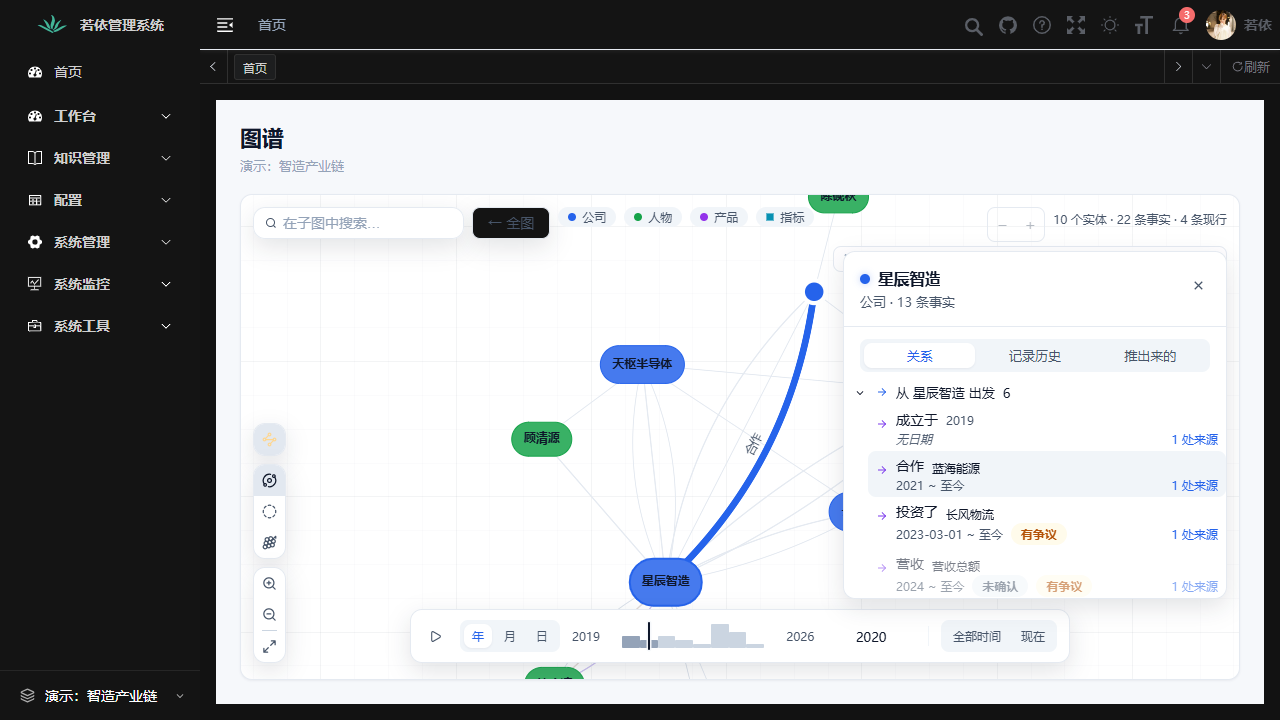 若依管理系统
首页
3
若依
首页
刷新
首页
工作台
知识管理
配置
系统管理
系统监控
系统工具
演示：智造产业链
图谱
演示：智造产业链
在子图中搜索…
← 全图
公司
人物
产品
指标
10 个实体 · 22 条事实 · 4 条现行
天枢半导体
顾清源
合作
星辰智造
星辰智造
公司 · 13 条事实
关系
记录历史
推出来的
从 星辰智造 出发 6
成立于 2019
无日期
1 处来源
合作 蓝海能源
2021 ~ 至今
1 处来源
投资了 长风物流
2023-03-01 ~ 至今 有争议
1 处来源
营收 营收总额
2024 ~ 至今 未确认 有争议
1 处来源
年
月
日
2019
2026
2020
全部时间
现在